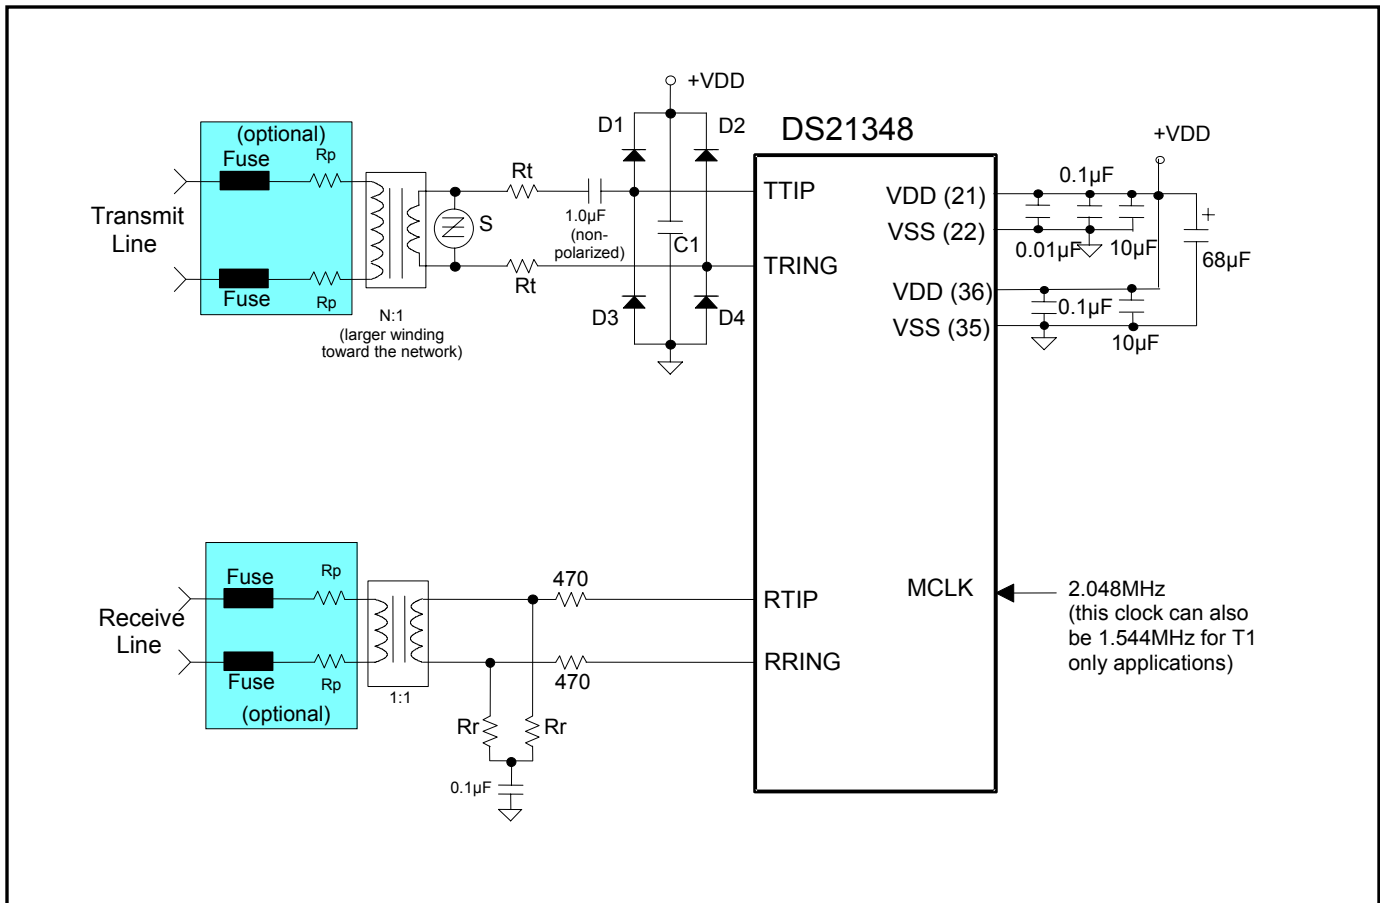 +VDD
DS21348
+VDD
(optional)
Fuse
Rp
D1
D2
Rt
TTIP
VDD (21)
0.1µF
+
Transmit
Line
S
1.0µF
(non-
polarized)
C1
VSS (22)
0.01µF
10µF
68µF
TRING
Fuse
Rp
Rt
VDD (36)
0.1µF
D3
D4
VSS (35)
10µF
N:1
(larger winding
toward the network)
Fuse
Rp
470
RTIP
MCLK
2.048MHz
(this clock can also
be 1.544MHz for T1
only applications)
Receive
Line
RRING
Fuse
Rp
470
1:1
(optional)
Rr
Rr
0.1µF